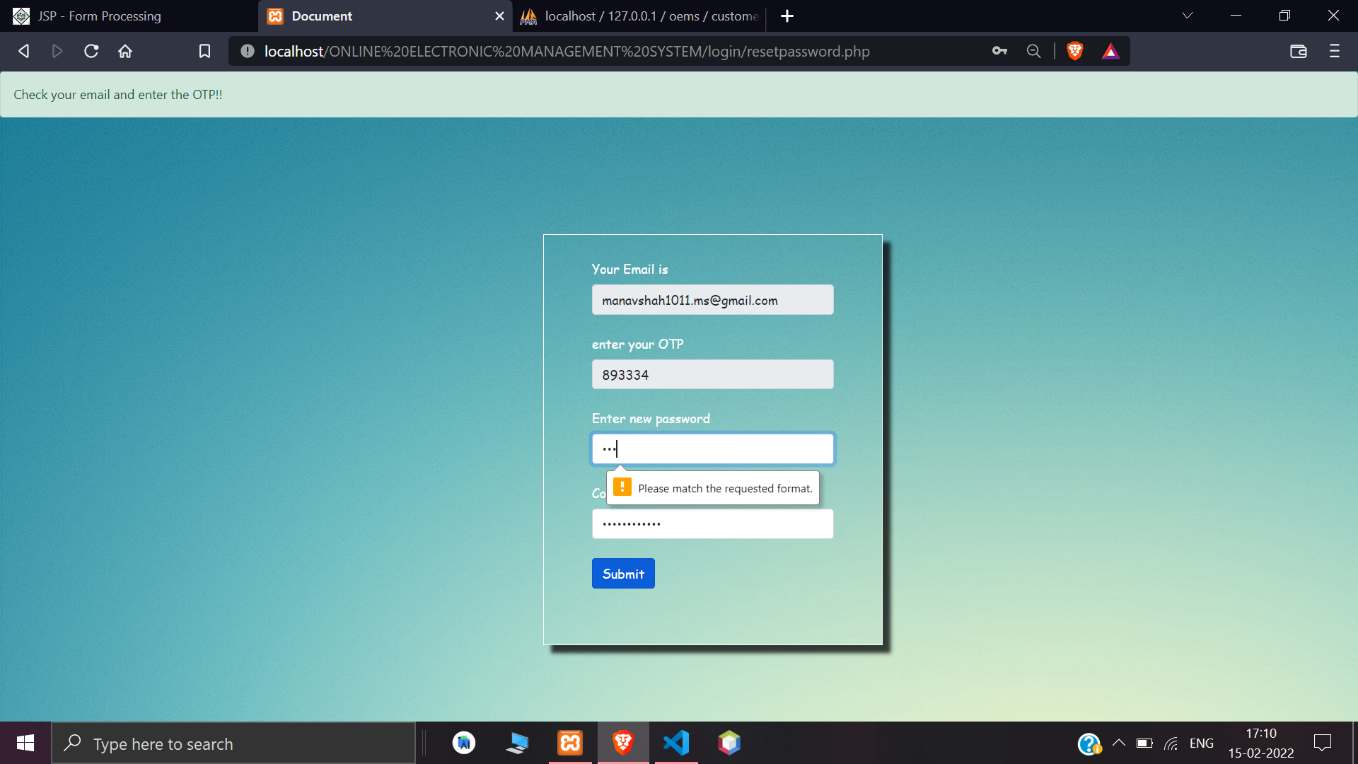 JSP - Form Processing
Document
localhost / 127.0.0.1 / oems / custome
localhost/ONLINE%20ELECTRONIC%20MANAGEMENT%20SYSTEM/login/resetpassword.php
Check your email and enter the OTP!!
Your Email is
manavshah1011.ms@gmail.com
enter your OTP
893334
Enter new password
•••
Please match the requested format.
Co
••••••••••••
Submit
Type here to search
ENG
17:10
15-02-2022